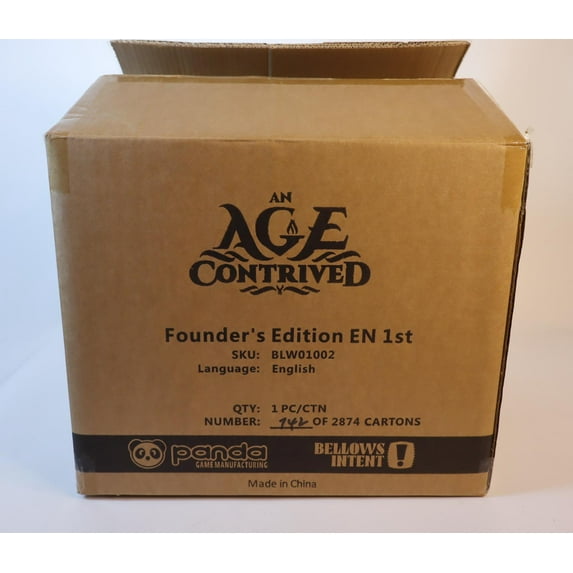 AN
AGE
CONTRIVED
Founder's Edition EN 1st
SKU: BLW01002
Language: English
QTY: 1 PC/CTN
NUMBER: 742 OF 2874 CARTONS
panda
GAME MANUFACTURING
BELLOWS
INTENT
Made in China